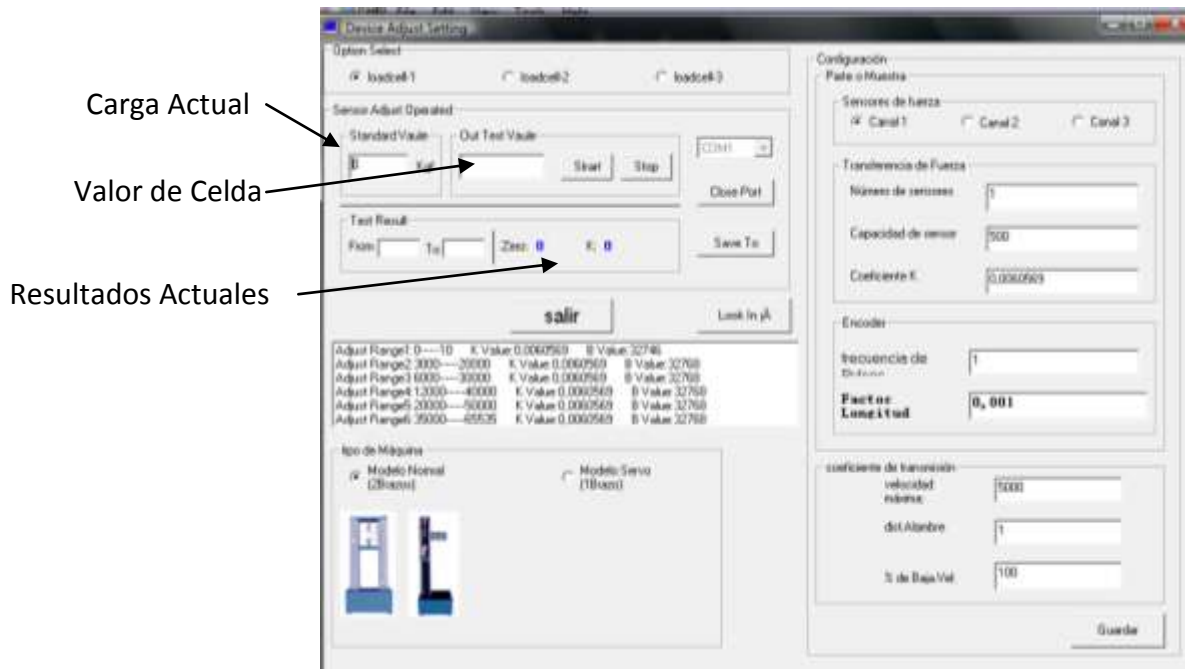 File Edit View Tools Help
Device Adjust Setting
Option Select
loadcell-1 loadcell-2 loadcell-3
Sensor Adjust Operated
Standard Vaule Out Test Vaule
Kgf Start Stop
COM1
Close Port
Test Result
From To Zero: 0 K: 0
Save To
salir
Look In
Adjust Range1:0----10 K Value:0.0060569 B Value:32746
Adjust Range2:3000----20000 K Value:0.0060569 B Value:32768
Adjust Range3:6000----30000 K Value:0.0060569 B Value:32768
Adjust Range4:12000----40000 K Value:0.0060569 B Value:32768
Adjust Range5:20000----50000 K Value:0.0060569 B Value:32768
Adjust Range6:35000----65535 K Value:0.0060569 B Value:32768
tipo de Máquina
Modelo Normal
(2Brazos)
Modelo Servo
(1Brazo)
Carga Actual
Valor de Celda
Resultados Actuales
Configuración
Parte o Muestra
Sensores de fuerza
Canal 1 Canal 2 Canal 3
Transferencia de Fuerza
Número de sensores 1
Capacidad de sensor 500
Coeficiente K 0,0060569
Encoder
frecuencia de 1
Factor
Longitud 0,001
coeficiente de transmisión
velocidad
máxima: 5000
dist.Alambre 1
% de Baja Vel 100
Guardar